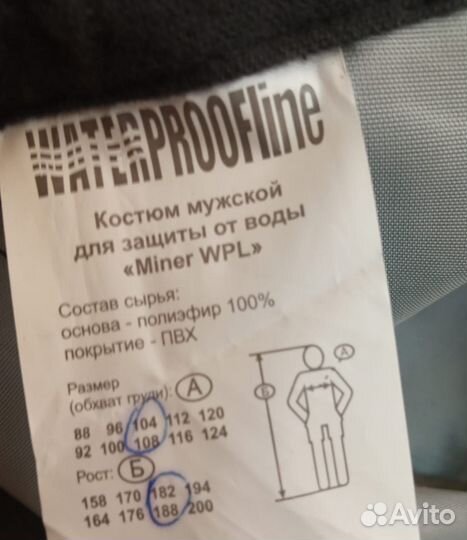 WATERPROOFline
Костюм мужской
для защиты от воды
«Miner WPL»
Состав сырья:
основа - полиэфир 100%
покрытие - ПВХ
Размер
(обхват груди): А
88 96 104 112 120
92 100 108 116 124
Рост: Б
158 170 182 194
164 176 188 200
А
Б
Avito